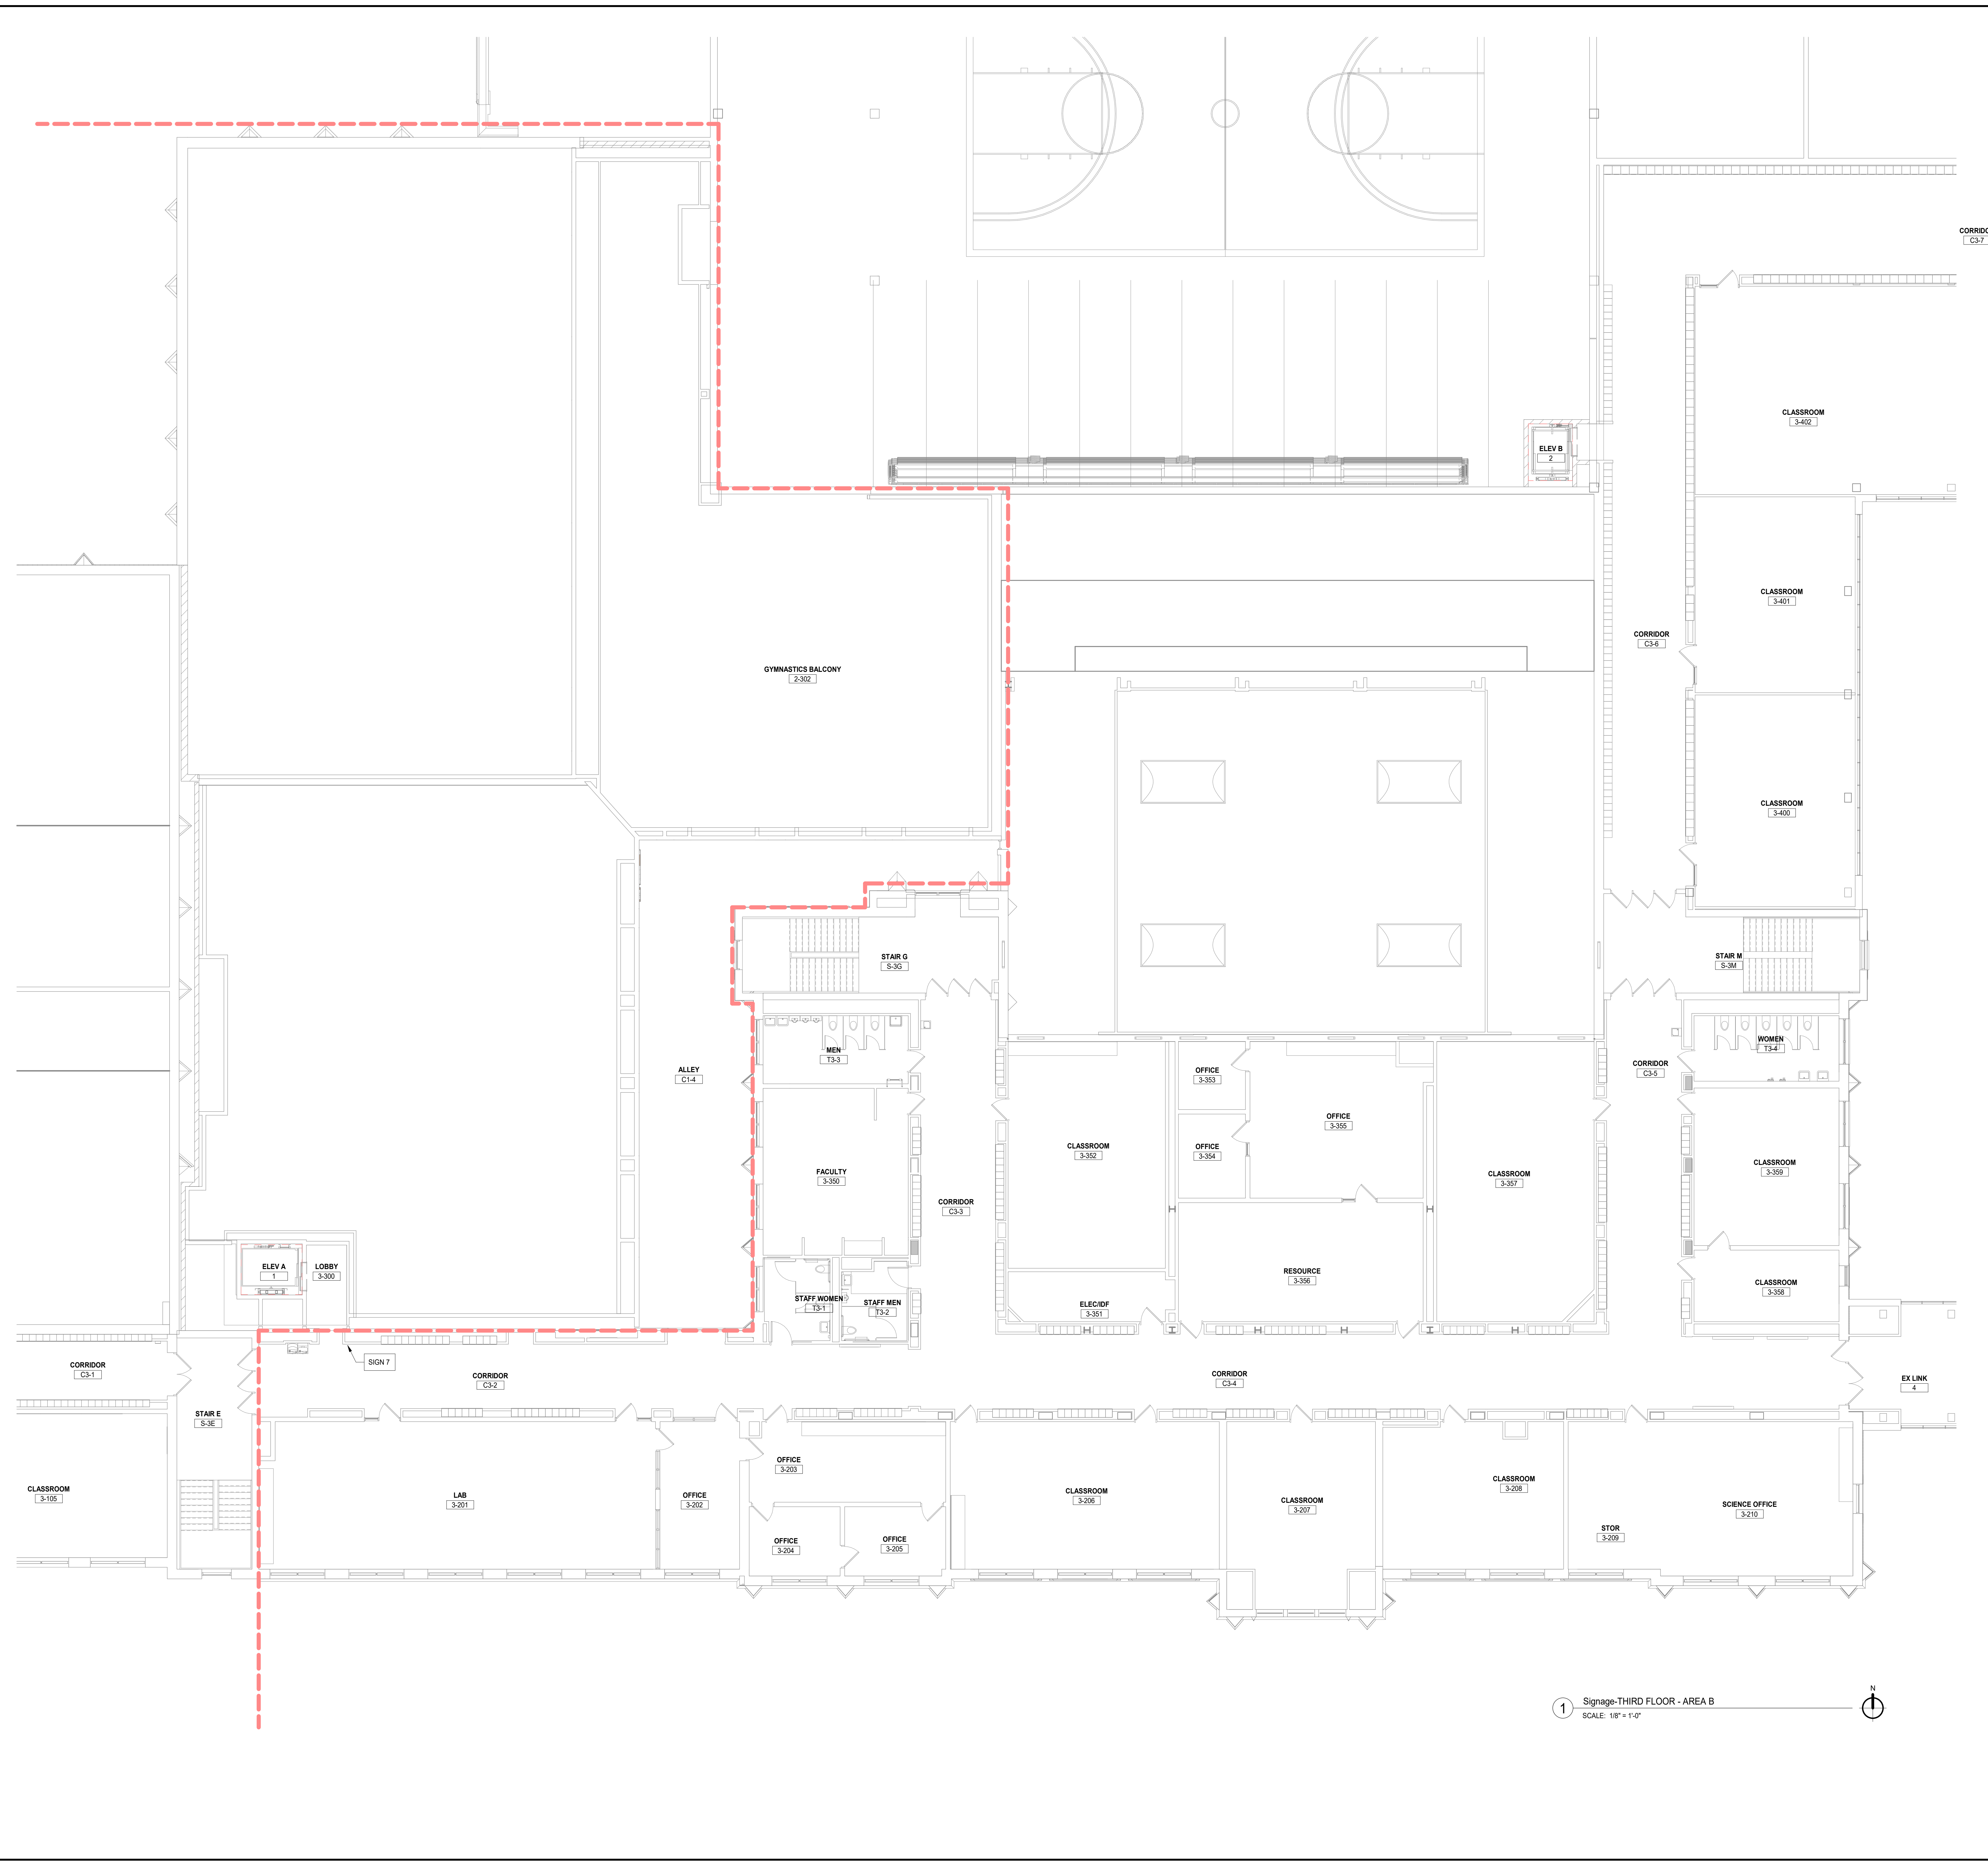 CORRIDO
C3-7
CLASSROOM
3-402
ELEV B
2
CLASSROOM
3-401
CORRIDOR
C3-6
GYMNASTICS BALCONY
2-302
CLASSROOM
3-400
STAIR G
S-3G
STAIR M
S-3M
MEN
T3-3
WOMEN
T3-4
ALLEY
C1-4
OFFICE
3-353
CORRIDOR
C3-5
OFFICE
3-355
CLASSROOM
3-352
OFFICE
3-354
FACULTY
3-350
CLASSROOM
3-357
CLASSROOM
3-359
CORRIDOR
C3-3
ELEV A
1
LOBBY
3-300
RESOURCE
3-356
CLASSROOM
3-358
STAFF WOMEN
T3-1
STAFF MEN
T3-2
ELEC/IDF
3-351
SIGN 7
CORRIDOR
C3-1
CORRIDOR
C3-2
CORRIDOR
C3-4
EX LINK
4
STAIR E
S-3E
OFFICE
3-203
CLASSROOM
3-105
LAB
3-201
OFFICE
3-202
CLASSROOM
3-206
CLASSROOM
3-207
CLASSROOM
3-208
SCIENCE OFFICE
3-210
OFFICE
3-204
OFFICE
3-205
STOR
3-209
N
1
Signage-THIRD FLOOR - AREA B
SCALE: 1/8" = 1'-0"